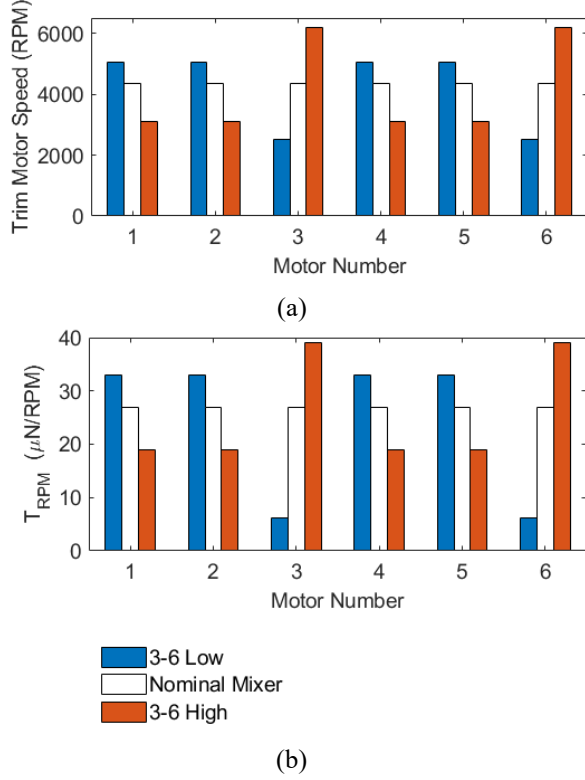 Trim Motor Speed (RPM)
6000
4000
2000
0
1 2 3 4 5 6
Motor Number
(a)
T_RPM (μN/RPM)
40
30
20
10
0
1 2 3 4 5 6
Motor Number
3-6 Low
Nominal Mixer
3-6 High
(b)